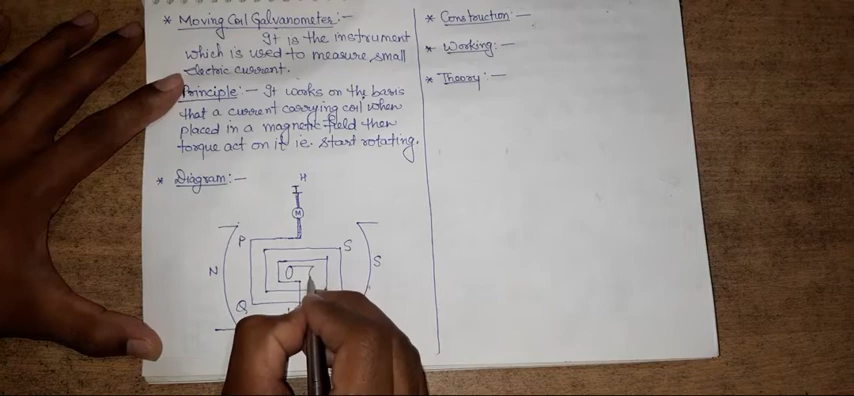 * Moving Coil Galvanometer:-
It is the instrument
which is used to measure small
electric current.
Principle:- It works on the basis
that a current carrying coil when
placed in a magnetic field then
torque act on it ie. start rotating.
* Diagram:-
H
M
P
S
N
S
Q
* Construction:-
* Working:-
* Theory:-